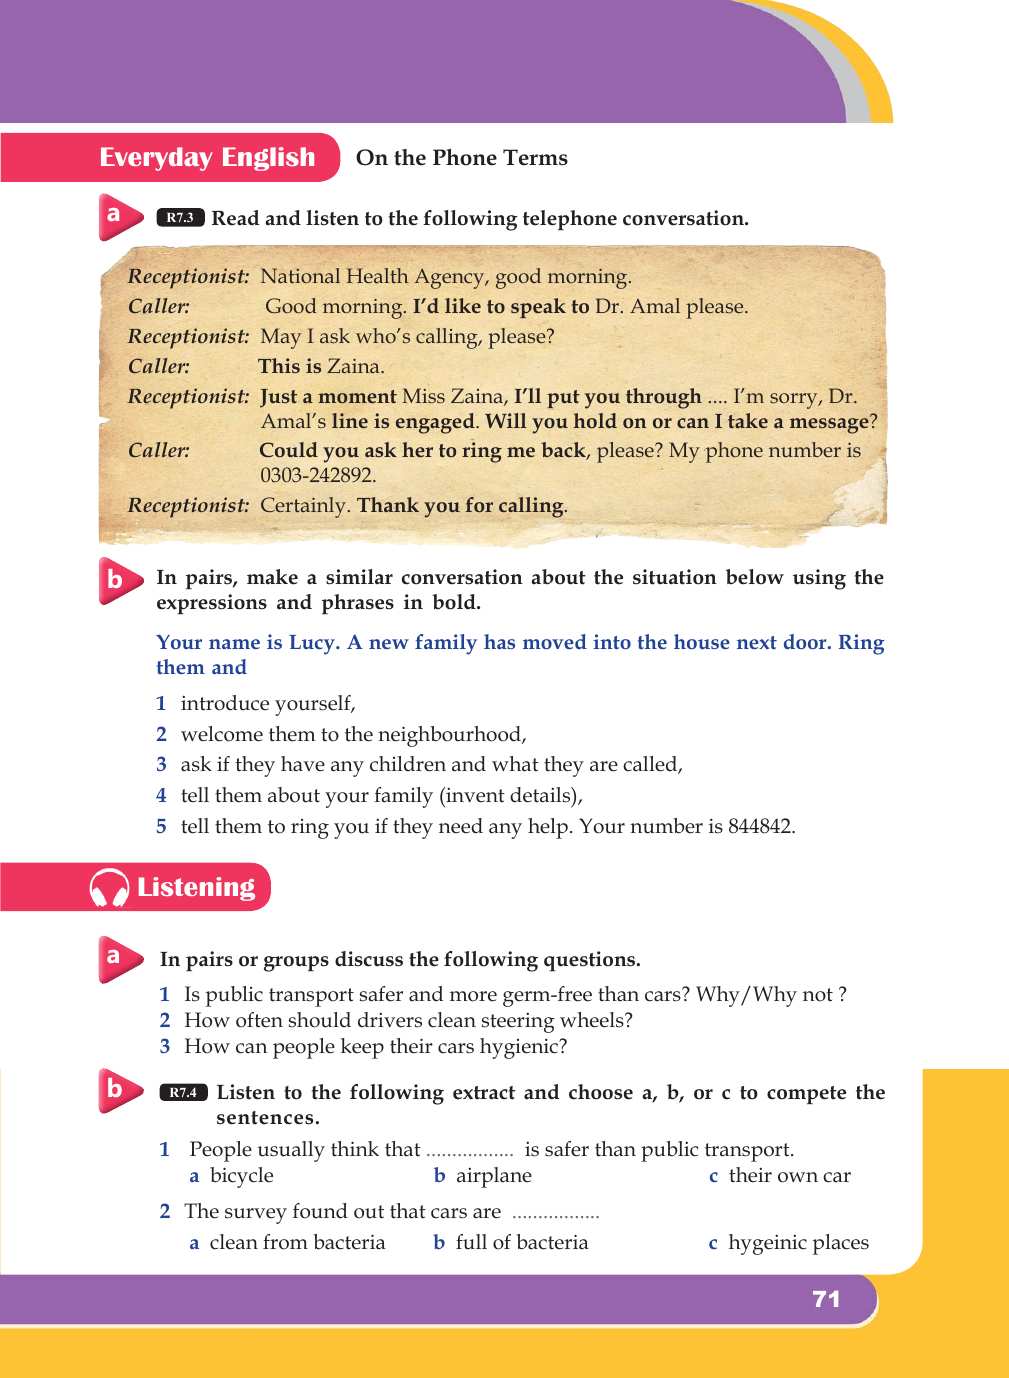 Everyday English On the Phone Terms
a R7.3 Read and listen to the following telephone conversation.
Receptionist: National Health Agency, good morning.
Caller: Good morning. I'd like to speak to Dr. Amal please.
Receptionist: May I ask who's calling, please?
Caller: This is Zaina.
Receptionist: Just a moment Miss Zaina, I'll put you through .... I'm sorry, Dr.
Amal's line is engaged. Will you hold on or can I take a message?
Caller: Could you ask her to ring me back, please? My phone number is
0303-242892.
Receptionist: Certainly. Thank you for calling.
b In pairs, make a similar conversation about the situation below using the
expressions and phrases in bold.
Your name is Lucy. A new family has moved into the house next door. Ring
them and
1 introduce yourself,
2 welcome them to the neighbourhood,
3 ask if they have any children and what they are called,
4 tell them about your family (invent details),
5 tell them to ring you if they need any help. Your number is 844842.
Listening
a In pairs or groups discuss the following questions.
1 Is public transport safer and more germ-free than cars? Why/Why not ?
2 How often should drivers clean steering wheels?
3 How can people keep their cars hygienic?
b R7.4 Listen to the following extract and choose a, b, or c to compete the
sentences.
1 People usually think that ................. is safer than public transport.
a bicycle b airplane c their own car
2 The survey found out that cars are .................
a clean from bacteria b full of bacteria c hygeinic places
71